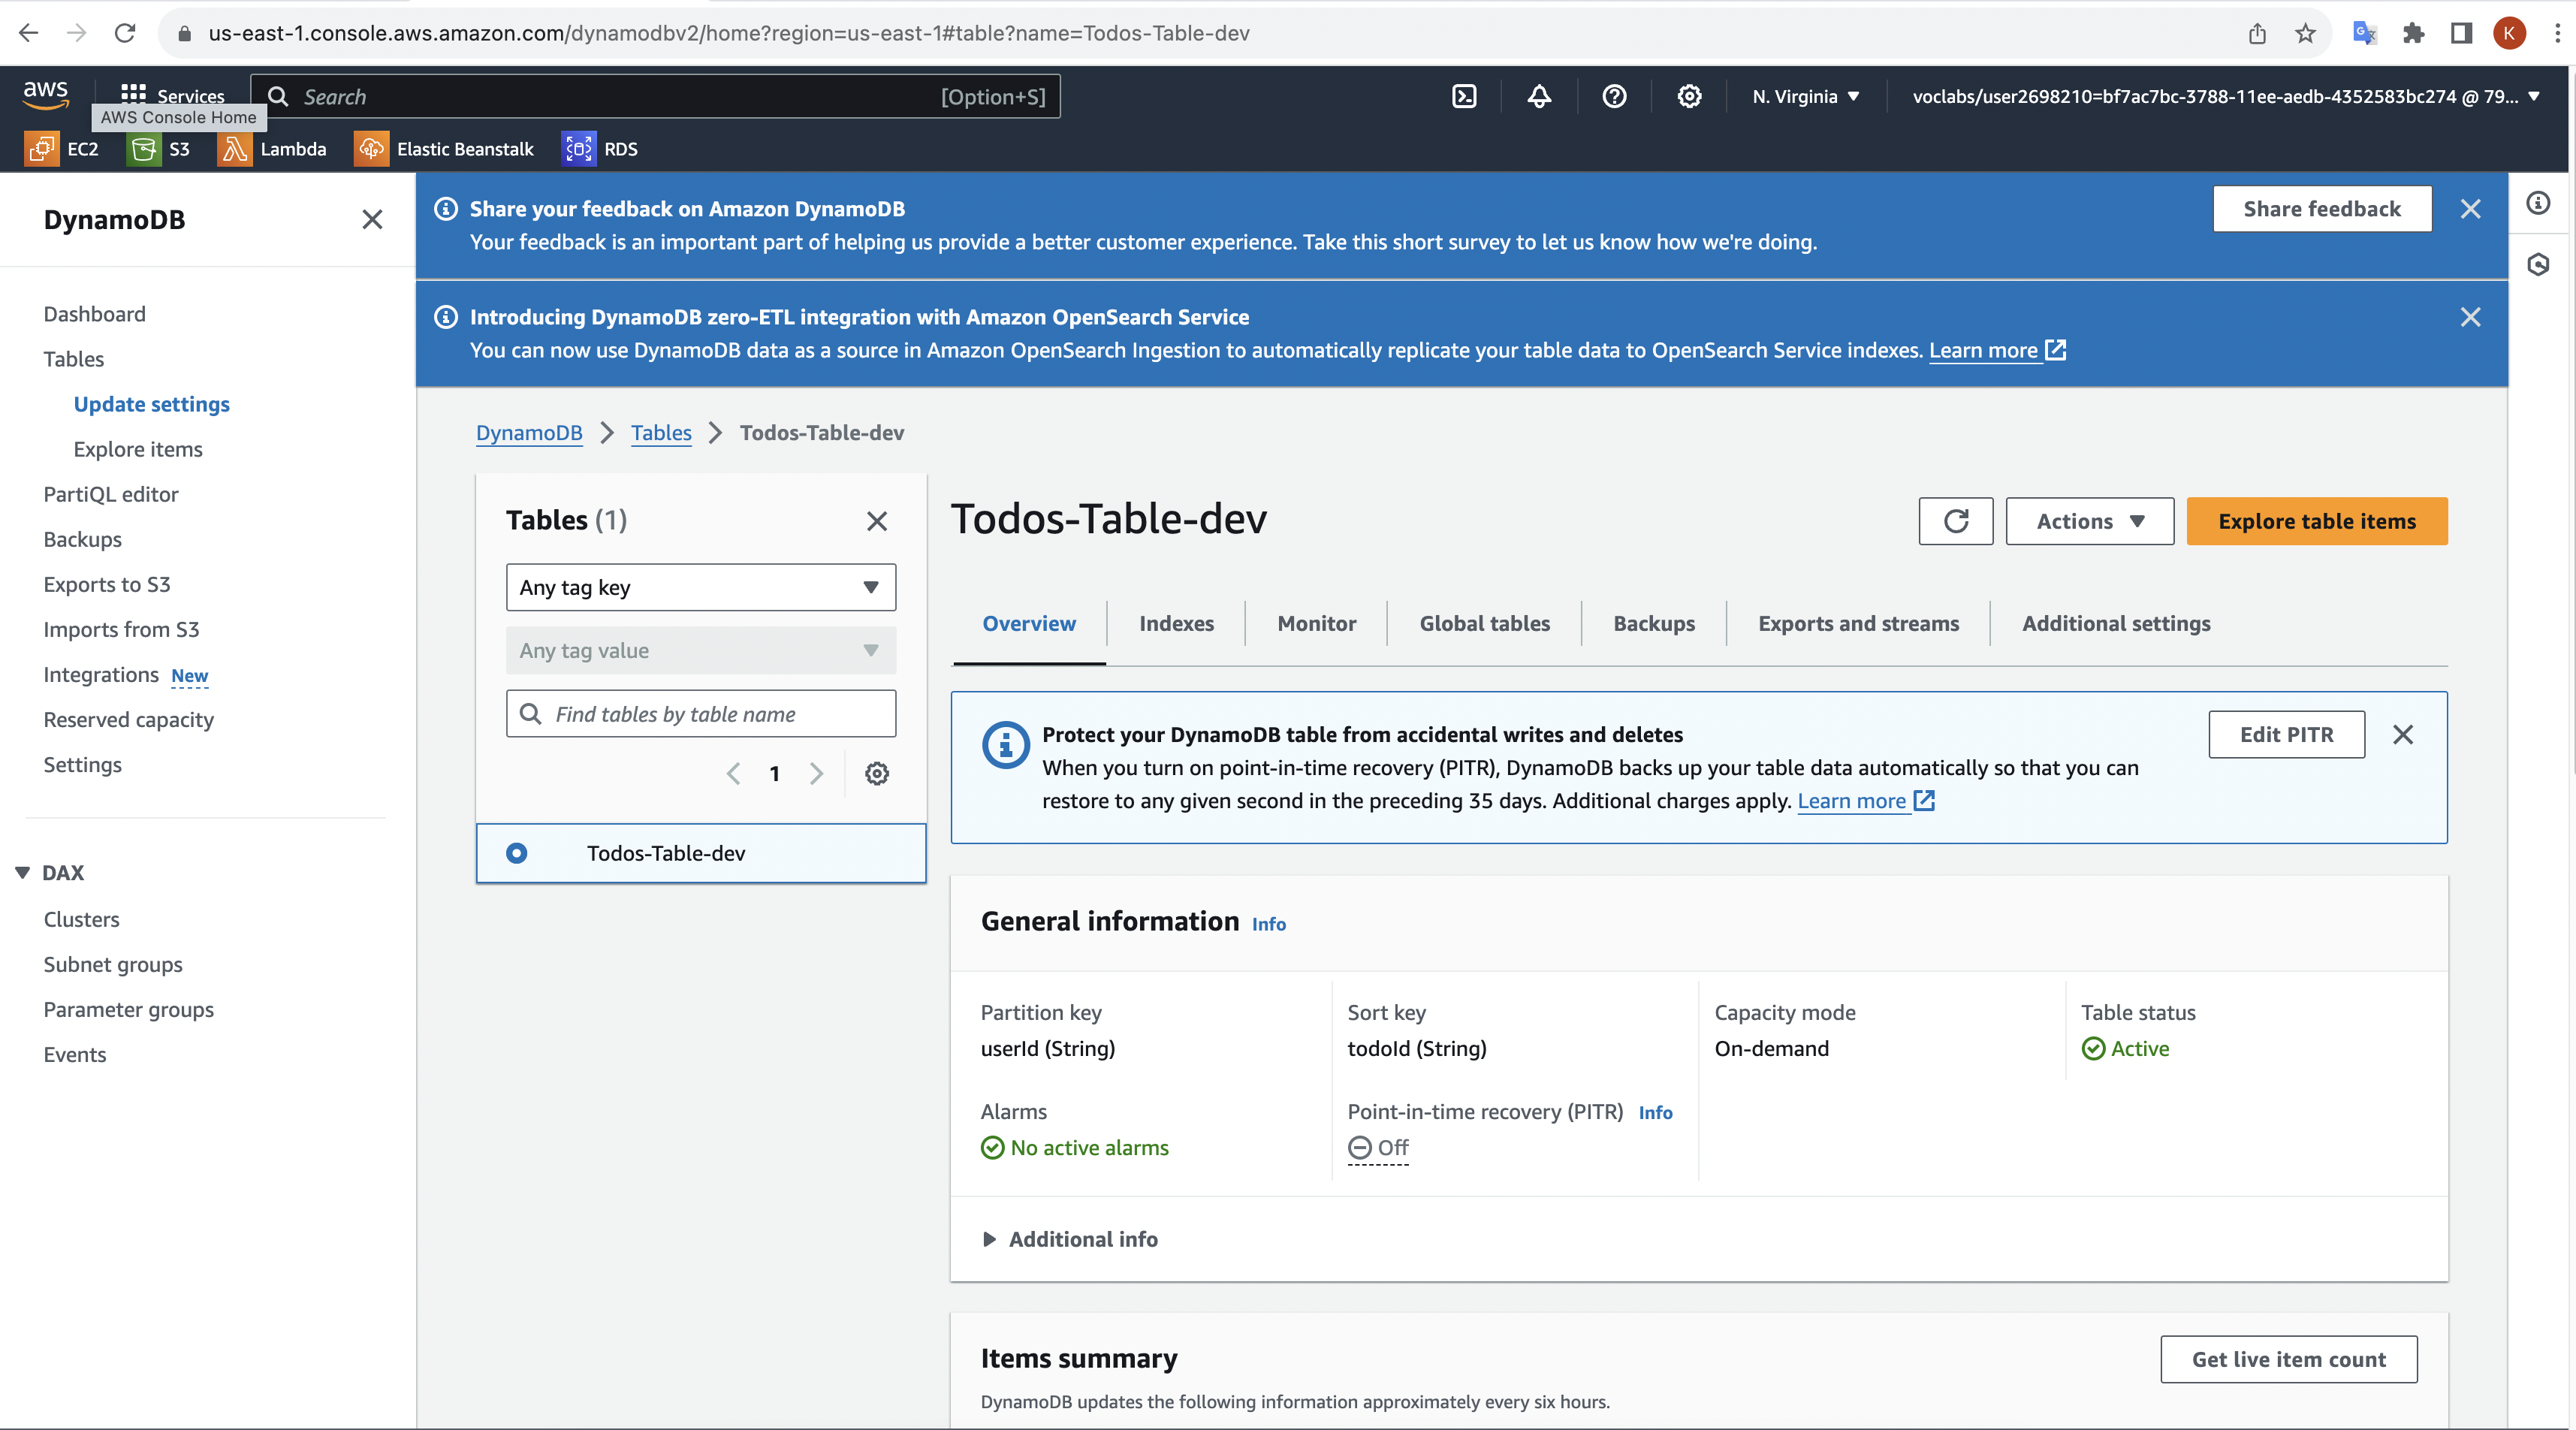 us-east-1.console.aws.amazon.com/dynamodbv2/home?region=us-east-1#table?name=Todos-Table-dev
K
aws
Services
Search
[Option+S]
N. Virginia
voclabs/user2698210=bf7ac7bc-3788-11ee-aedb-4352583bc274 @ 79...
AWS Console Home
EC2
S3
Lambda
Elastic Beanstalk
RDS
DynamoDB
Dashboard
Tables
Update settings
Explore items
PartiQL editor
Backups
Exports to S3
Imports from S3
Integrations New
Reserved capacity
Settings
DAX
Clusters
Subnet groups
Parameter groups
Events
Share your feedback on Amazon DynamoDB
Your feedback is an important part of helping us provide a better customer experience. Take this short survey to let us know how we're doing.
Share feedback
Introducing DynamoDB zero-ETL integration with Amazon OpenSearch Service
You can now use DynamoDB data as a source in Amazon OpenSearch Ingestion to automatically replicate your table data to OpenSearch Service indexes. Learn more
DynamoDB
Tables
Todos-Table-dev
Tables (1)
Any tag key
Any tag value
Find tables by table name
1
Todos-Table-dev
Todos-Table-dev
Actions
Explore table items
Overview
Indexes
Monitor
Global tables
Backups
Exports and streams
Additional settings
Protect your DynamoDB table from accidental writes and deletes
When you turn on point-in-time recovery (PITR), DynamoDB backs up your table data automatically so that you can
restore to any given second in the preceding 35 days. Additional charges apply. Learn more
Edit PITR
General information Info
Partition key
userId (String)
Sort key
todoId (String)
Capacity mode
On-demand
Table status
Active
Alarms
No active alarms
Point-in-time recovery (PITR) Info
Off
Additional info
Items summary
Get live item count
DynamoDB updates the following information approximately every six hours.